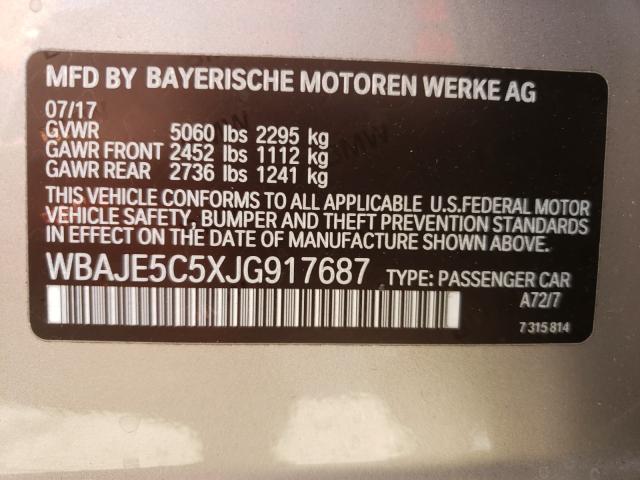 MFD BY BAYERISCHE MOTOREN WERKE AG
07/17
GVWR 5060 lbs 2295 kg
GAWR FRONT 2452 lbs 1112 kg
GAWR REAR 2736 lbs 1241 kg
THIS VEHICLE CONFORMS TO ALL APPLICABLE U.S.FEDERAL MOTOR
VEHICLE SAFETY, BUMPER AND THEFT PREVENTION STANDARDS
IN EFFECT ON THE DATE OF MANUFACTURE SHOWN ABOVE.
WBAJE5C5XJG917687 TYPE: PASSENGER CAR
A72/7
7 315 814